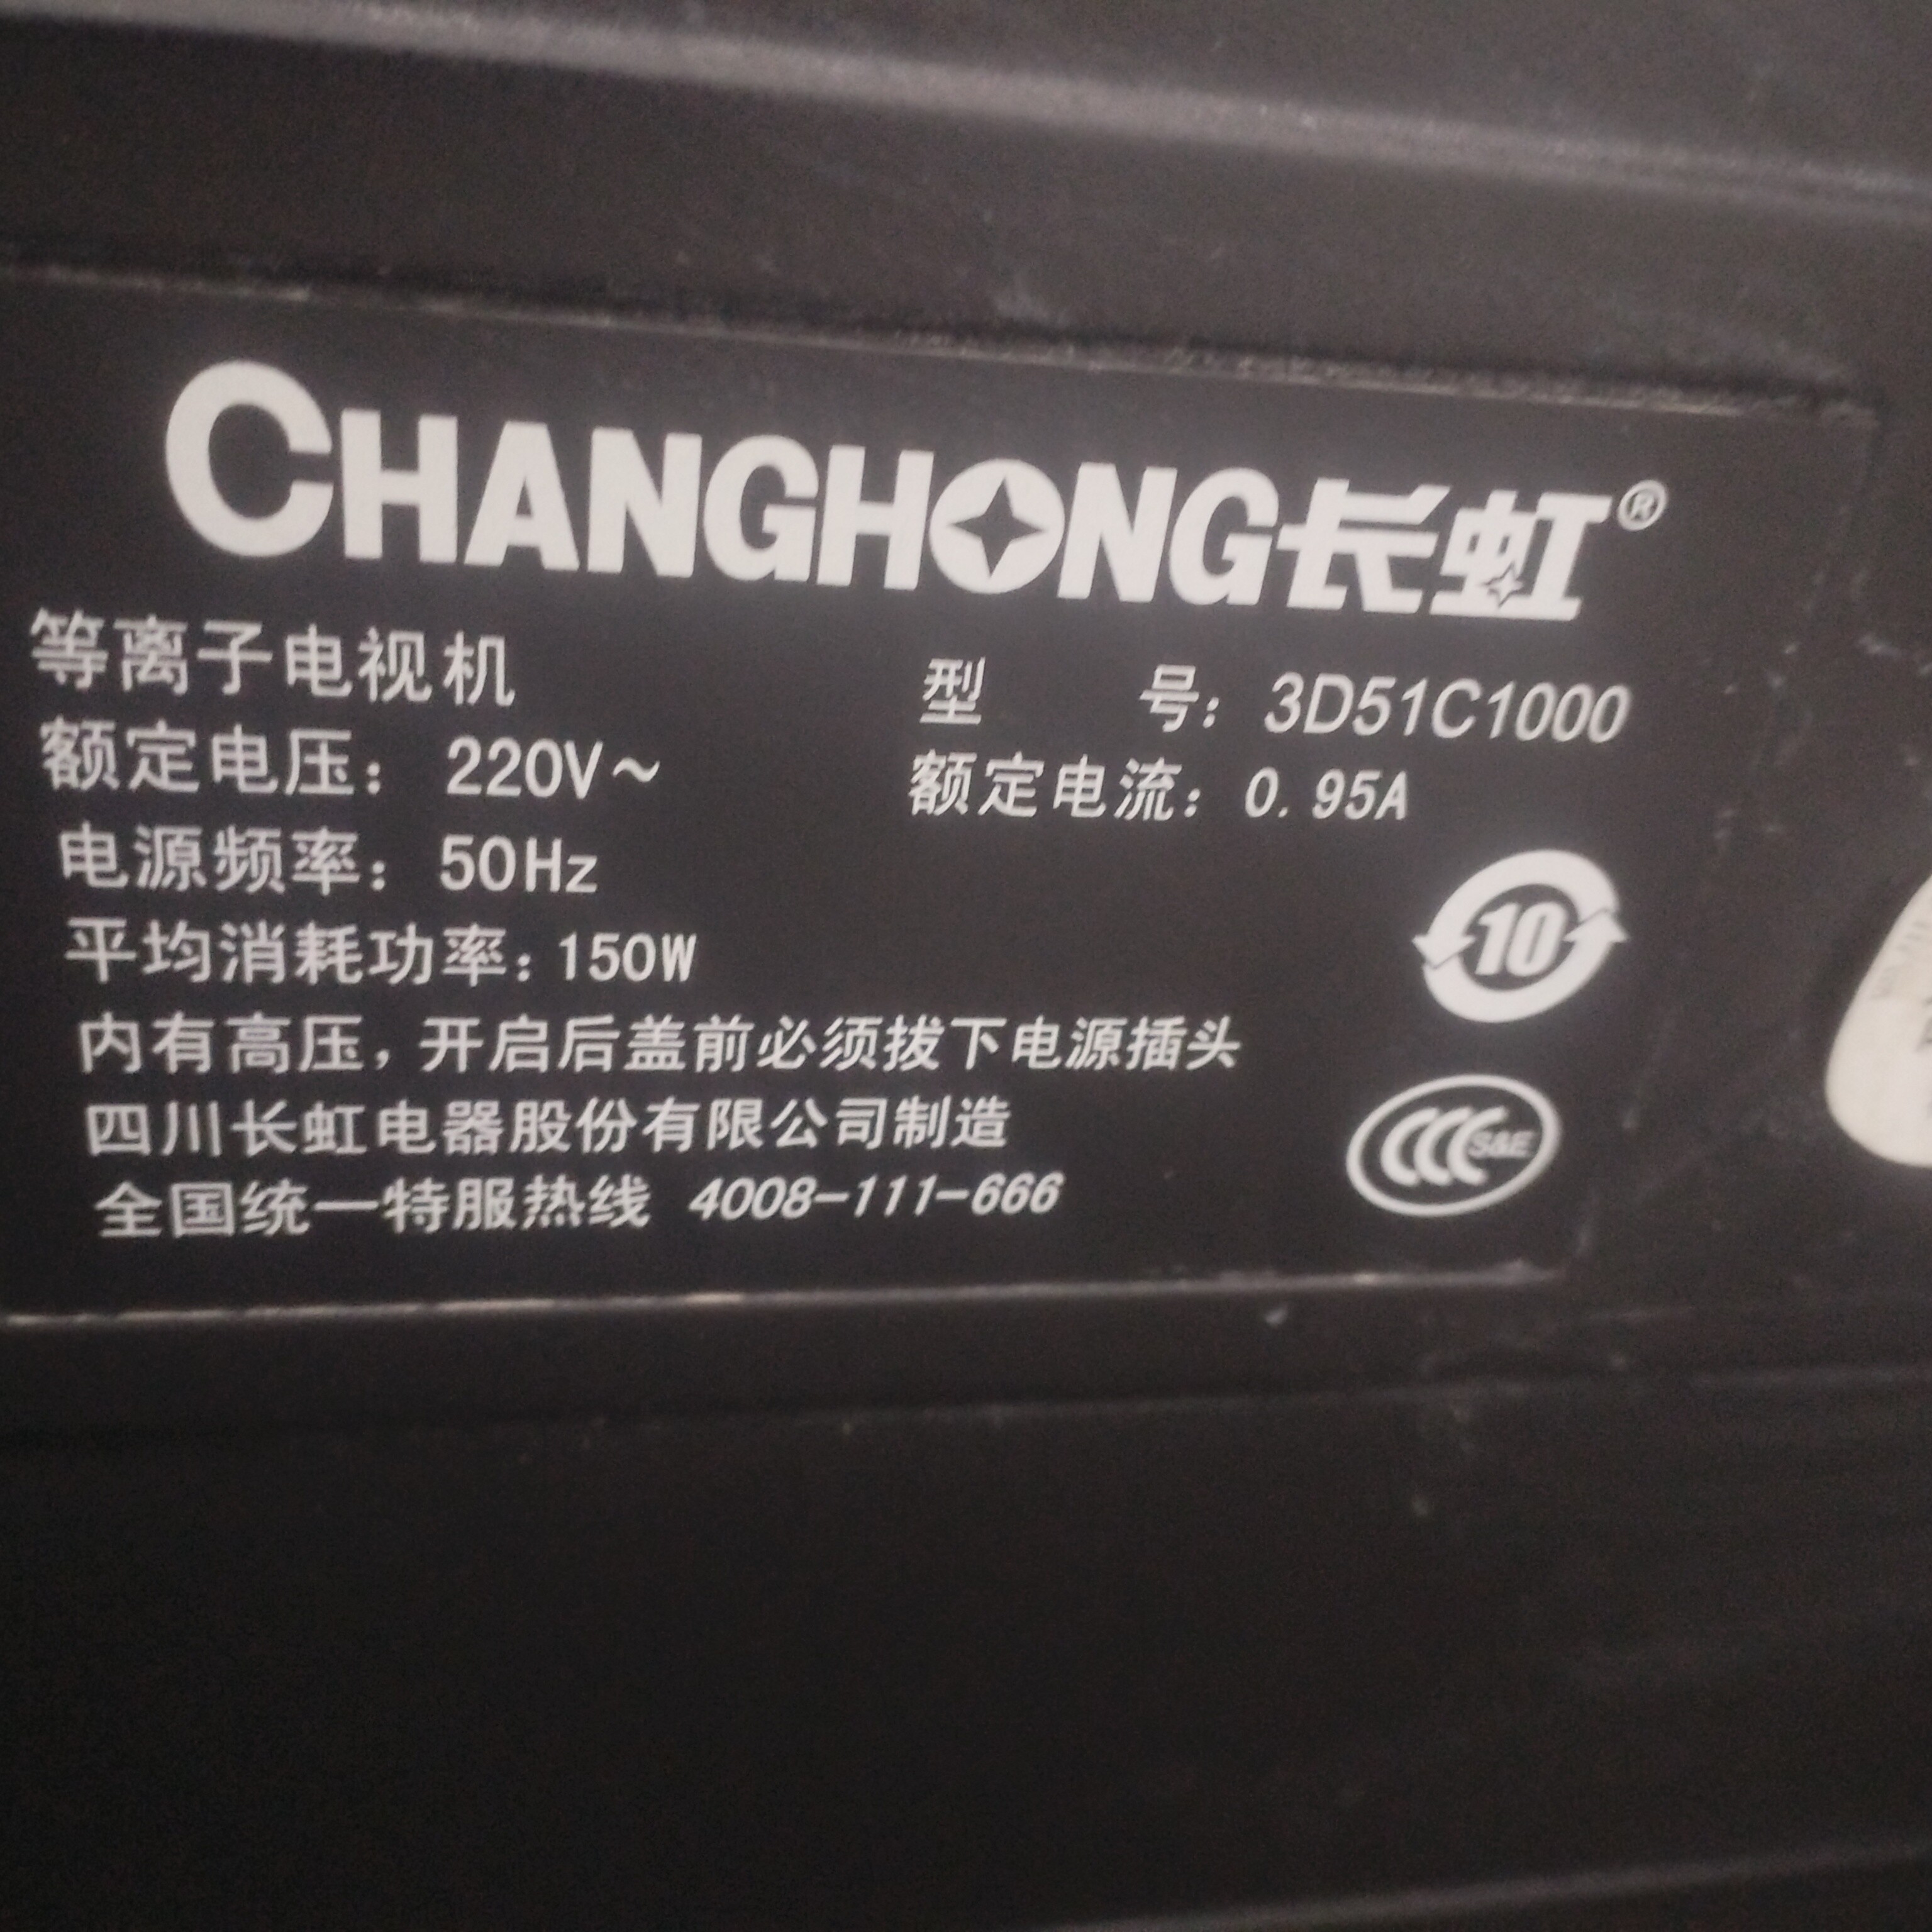 CHANGHONG长虹®
等离子电视机 型 号：3D51C1000
额定电压： 220V～ 额定电流：0.95A
电源频率： 50Hz
平均消耗功率：150W
10
内有高压，开启后盖前必须拔下电源插头
四川长虹电器股份有限公司制造
CCC S&E
全国统一特服热线 4008-111-666